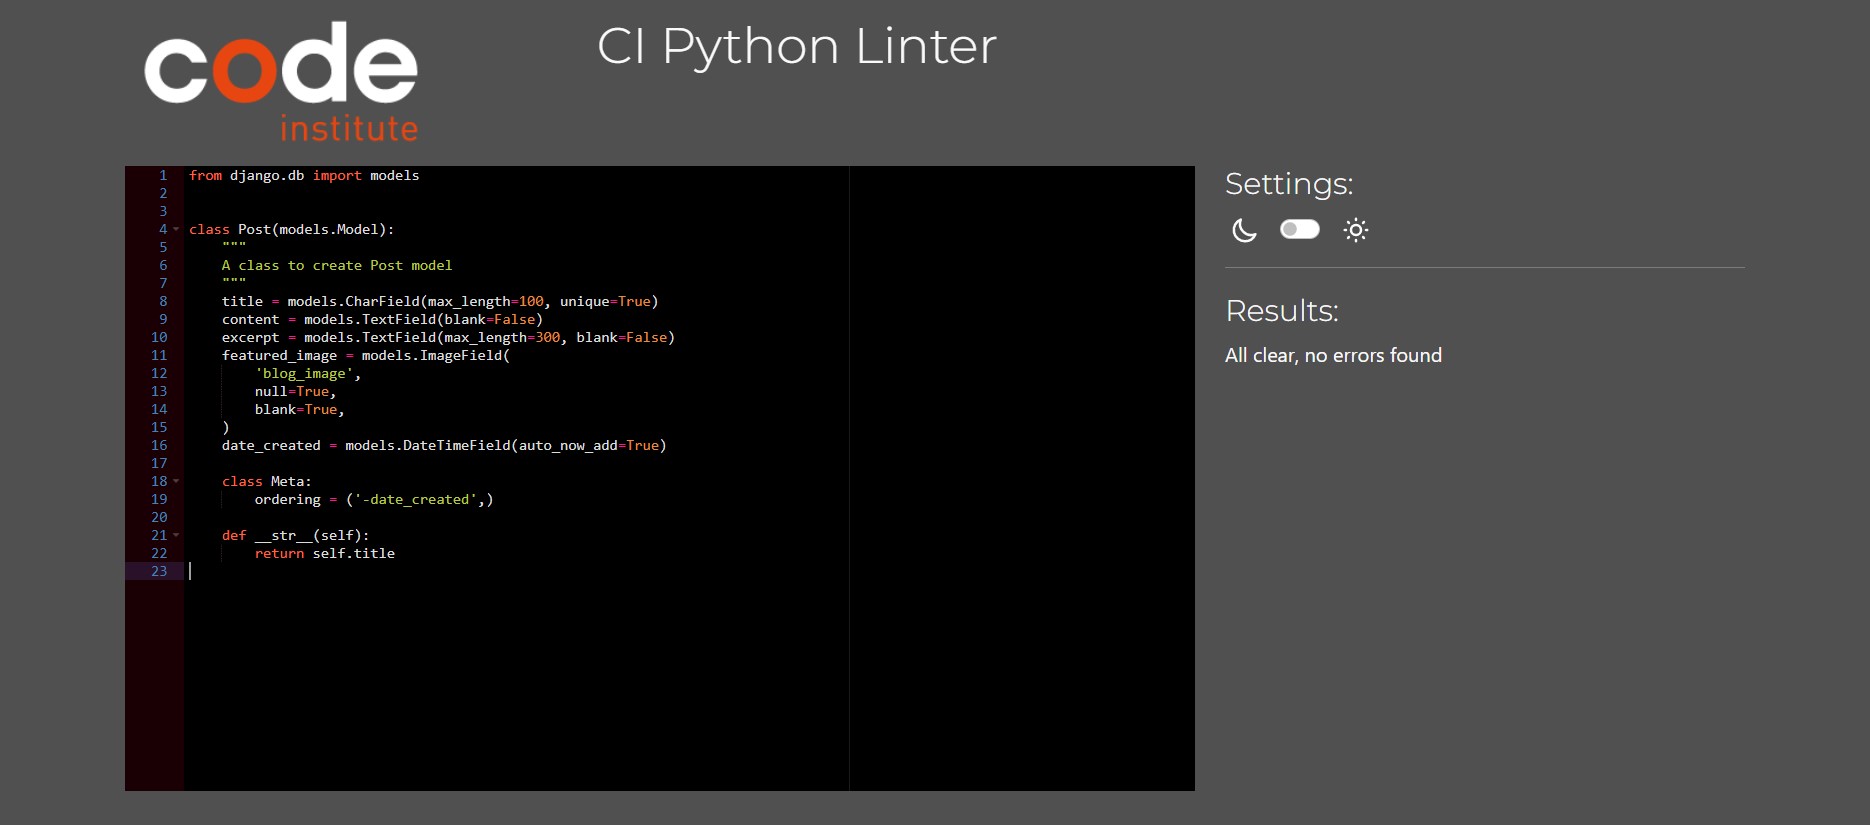 code
institute
CI Python Linter
1 from django.db import models
2
3
4 class Post(models.Model):
5     """
6     A class to create Post model
7     """
8     title = models.CharField(max_length=100, unique=True)
9     content = models.TextField(blank=False)
10     excerpt = models.TextField(max_length=300, blank=False)
11     featured_image = models.ImageField(
12         'blog_image',
13         null=True,
14         blank=True,
15     )
16     date_created = models.DateTimeField(auto_now_add=True)
17
18     class Meta:
19         ordering = ('-date_created',)
20
21     def __str__(self):
22         return self.title
23
Settings:
Results:
All clear, no errors found